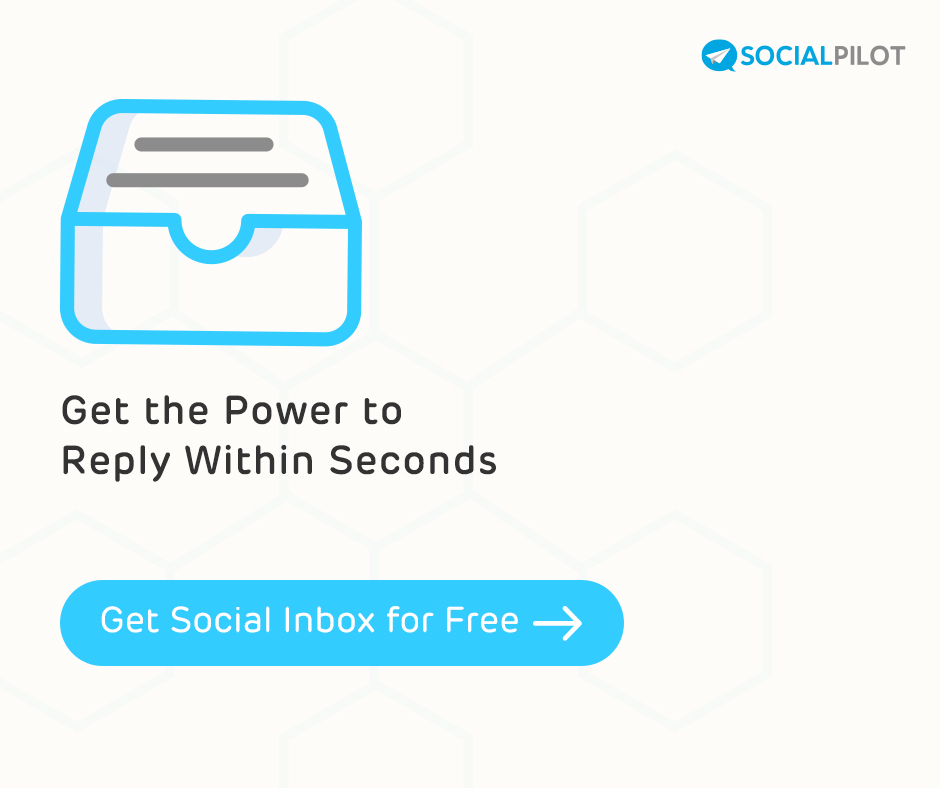 SOCIALPILOT
Get the Power to
Reply Within Seconds
Get Social Inbox for Free